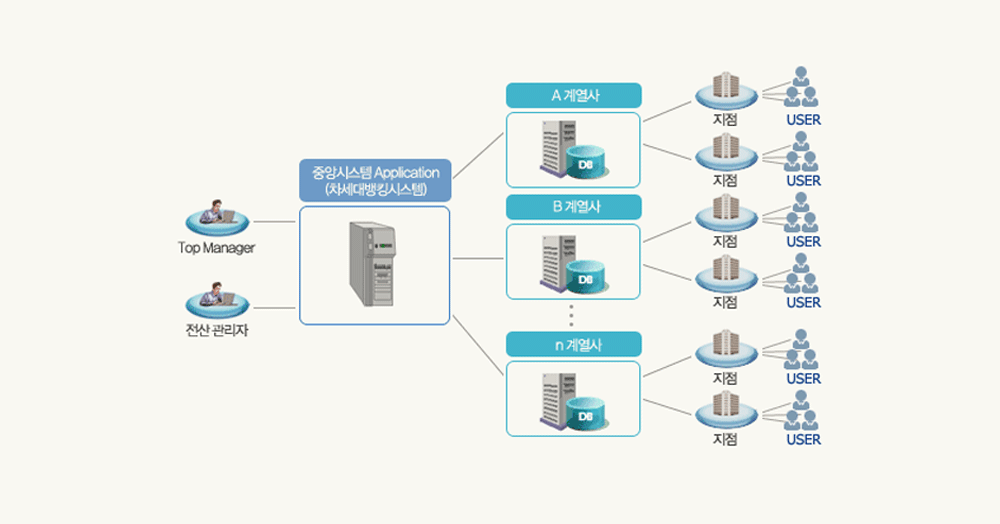 Top Manager
전산 관리자
중앙시스템 Application
(차세대뱅킹시스템)
A 계열사
DB
B 계열사
DB
n 계열사
DB
지점
USER
지점
USER
지점
USER
지점
USER
지점
USER
지점
USER